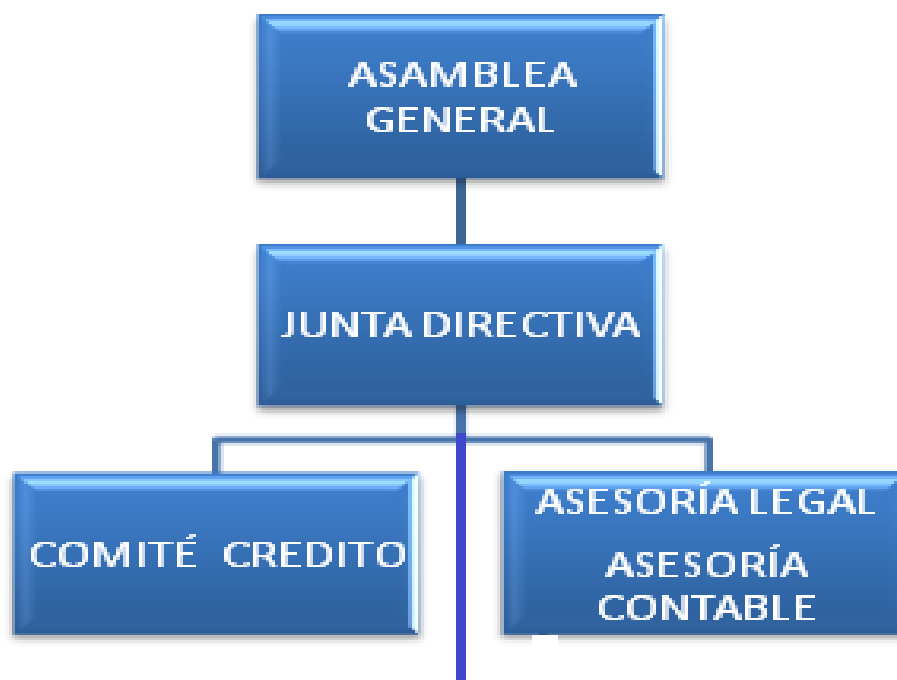 ASAMBLEA
GENERAL
JUNTA DIRECTIVA
COMITÉ CREDITO
ASESORÍA LEGAL
ASESORÍA
CONTABLE